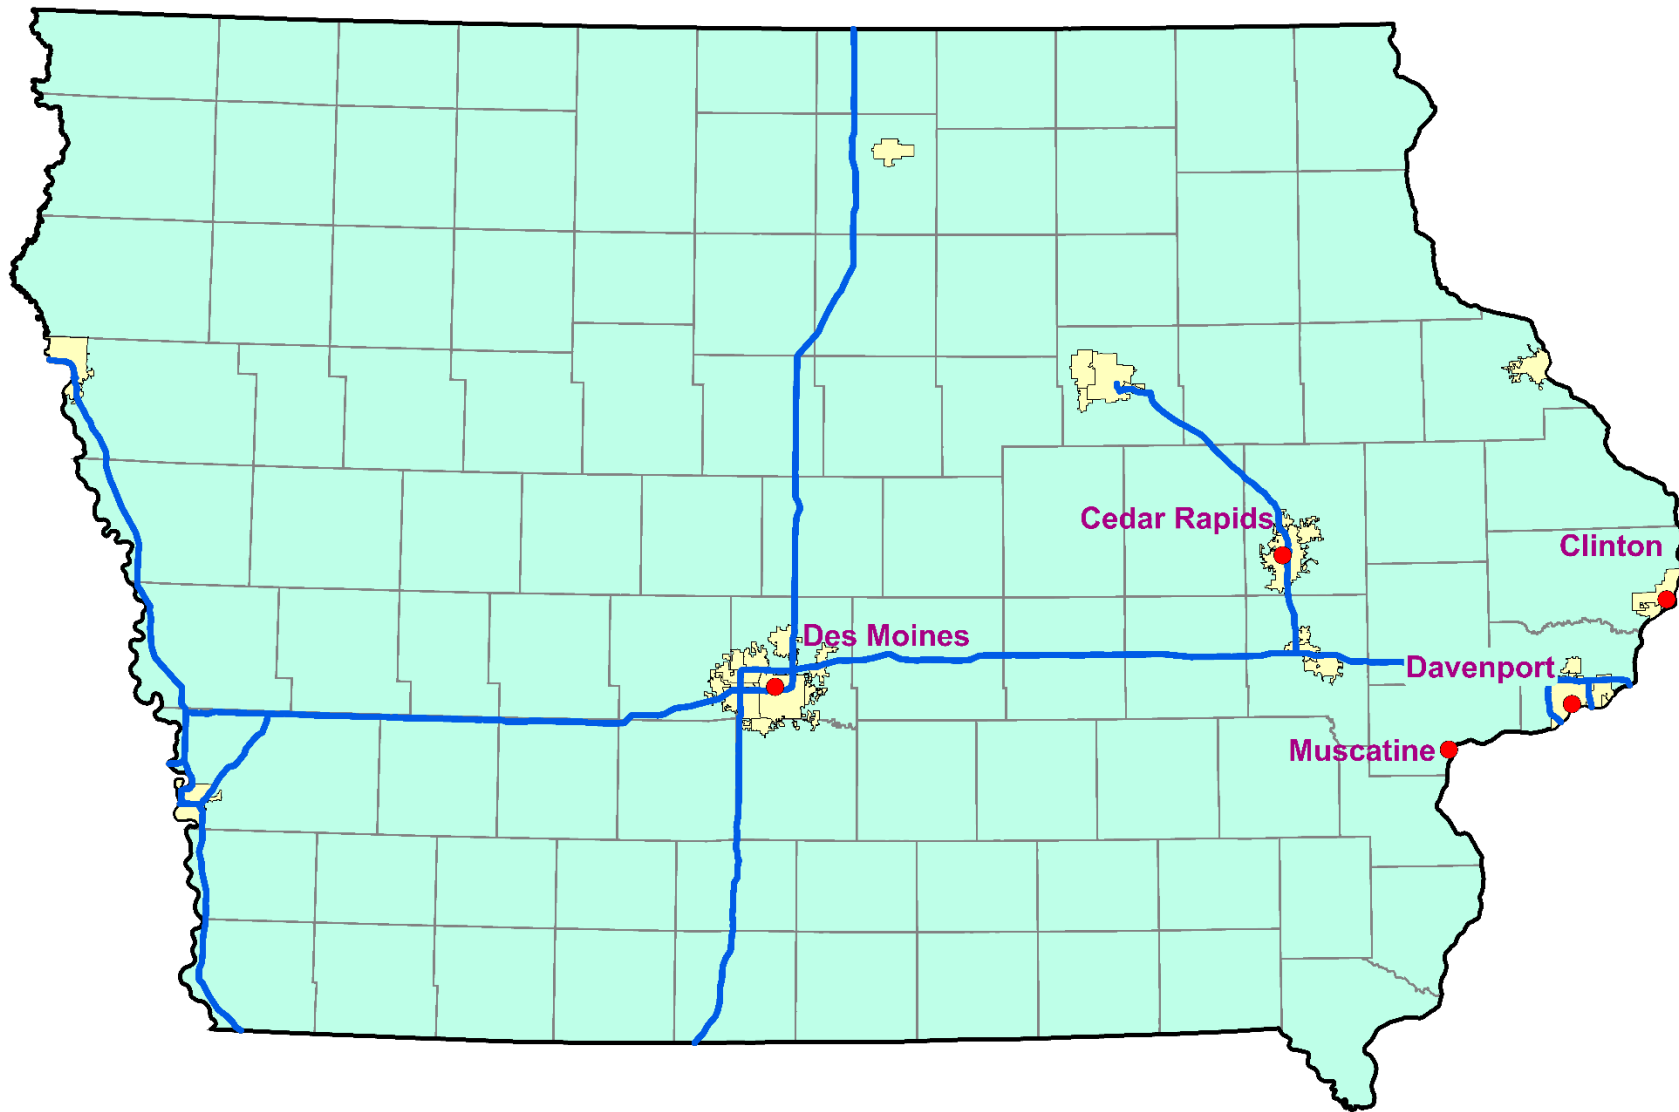 Cedar Rapids
Clinton
Des Moines
Davenport
Muscatine